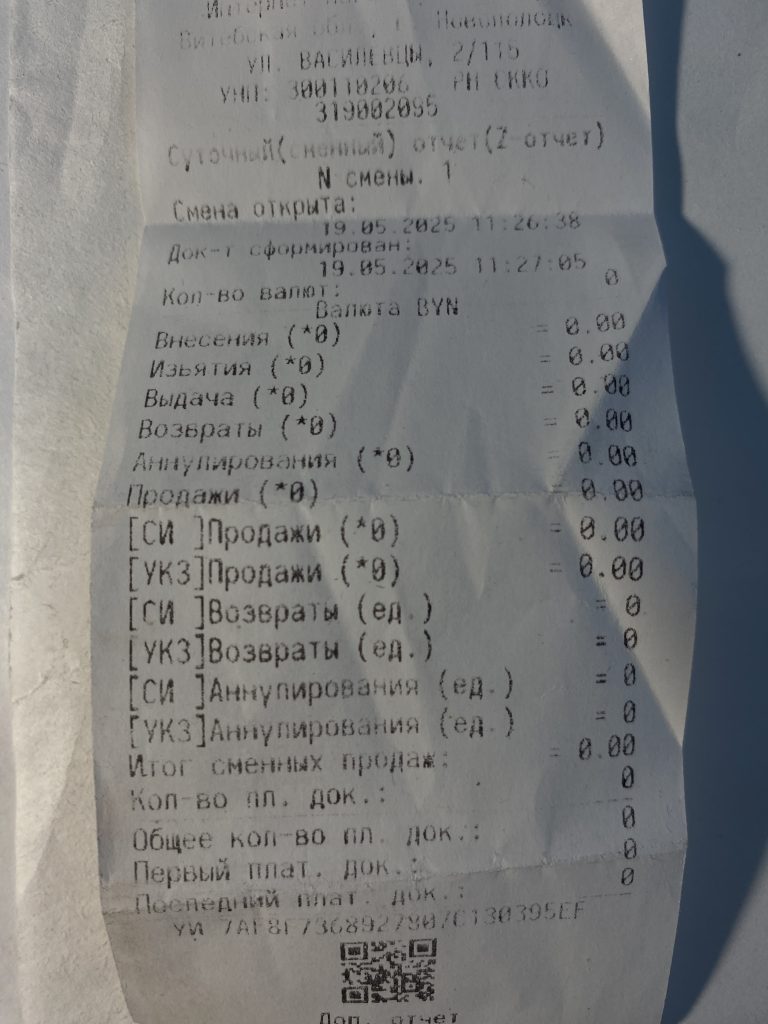 Витебская обл., г. Новополоцк
УЛ. ВАСИЛЕВЦЫ, 2/115
УНП: 300110206 РН СККО
319002095
Суточный(сменный) отчет(Z-отчет)
N смены. 1
Смена открыта:
19.05.2025 11:26:38
Док-т сформирован:
19.05.2025 11:27:05
Кол-во валют: 0
Валюта BYN
Внесения (*0) = 0.00
Изьятия (*0) = 0.00
Выдача (*0) = 0.00
Возвраты (*0) = 0.00
Аннулирования (*0) = 0.00
Продажи (*0) = 0.00
[СИ ]Продажи (*0) = 0.00
[УКЗ]Продажи (*0) = 0.00
[СИ ]Возвраты (ед.) = 0
[УКЗ]Возвраты (ед.) = 0
[СИ ]Аннулирования (ед.) = 0
[УКЗ]Аннулирования (ед.) = 0
Итог сменных продаж: = 0.00
Кол-во пл. док.: 0
Общее кол-во пл. док.: 0
Первый плат. док.: 0
Последний плат. док.: 0
УИ
Доп. отчет